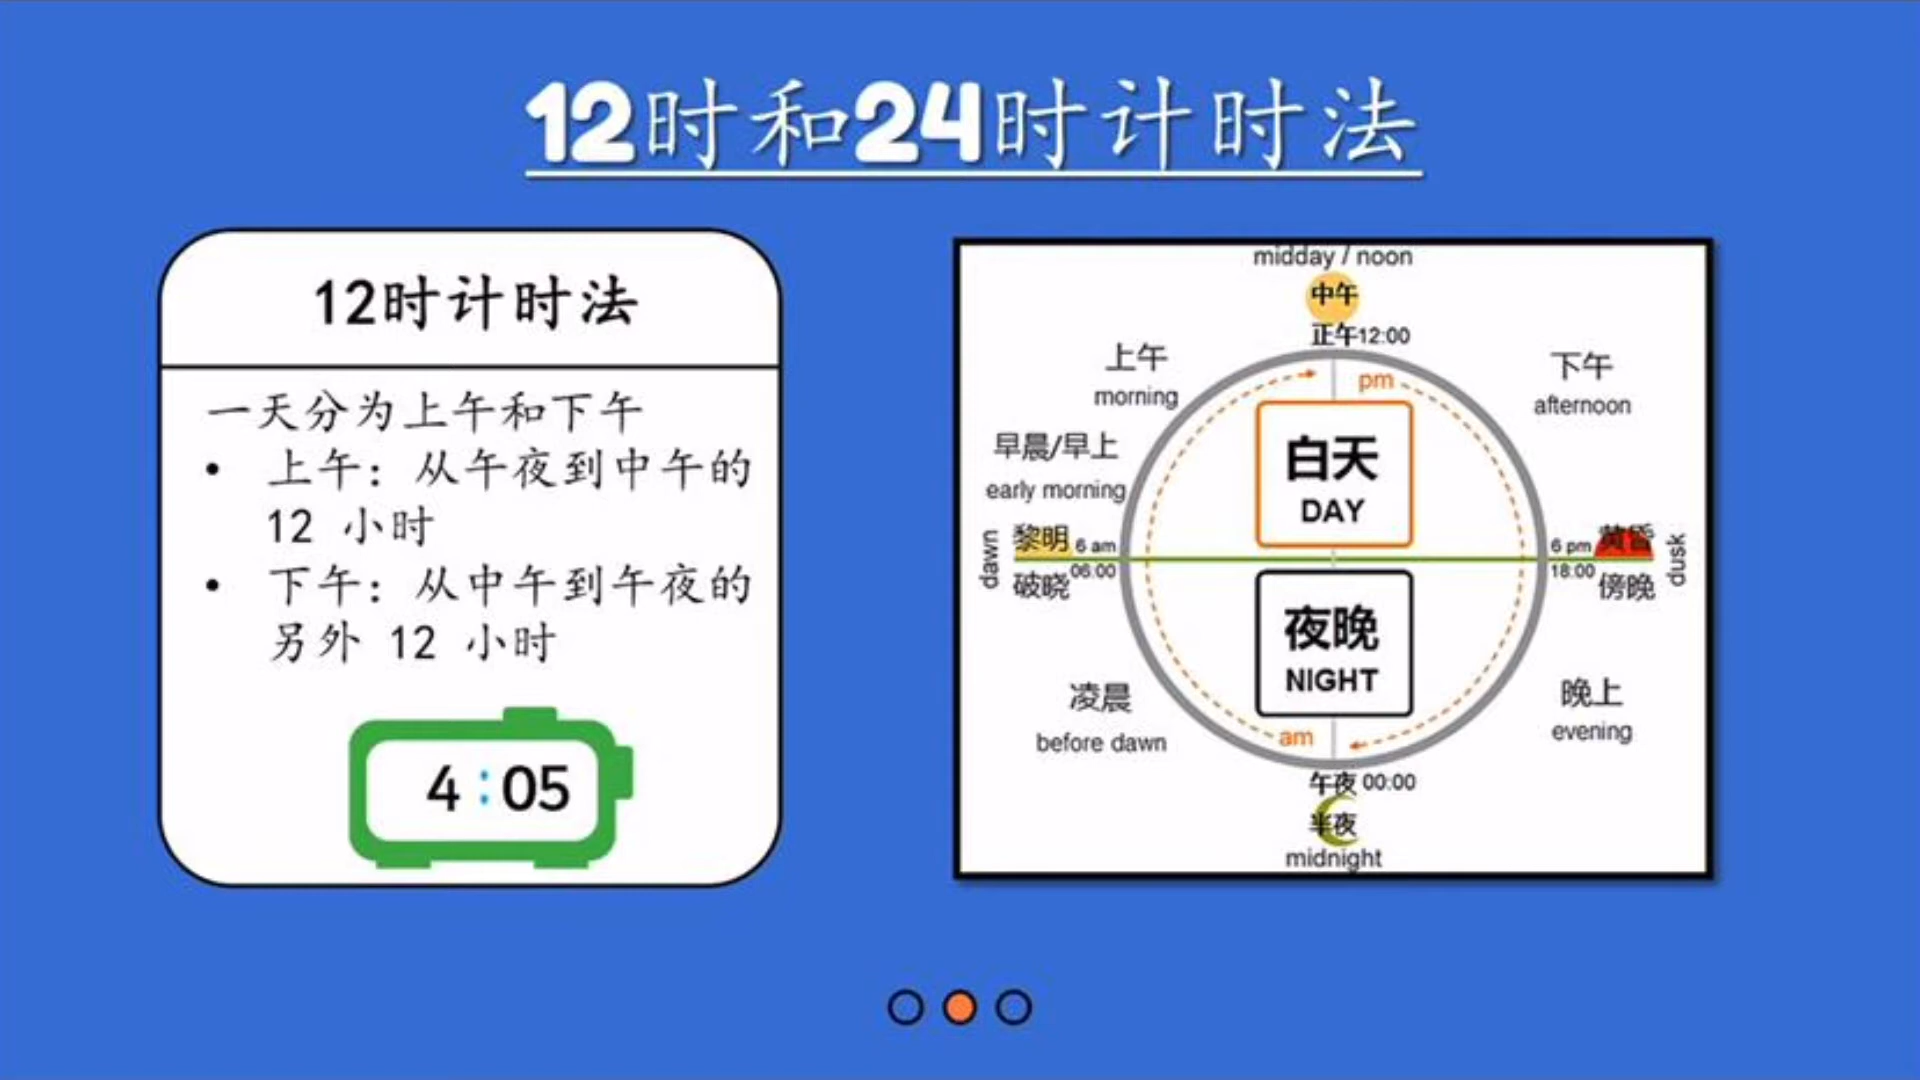 12时和24时计时法
12时计时法
一天分为上午和下午
• 上午：从午夜到中午的
12 小时
• 下午：从中午到午夜的
另外 12 小时
4:05
midday / noon
中午
正午12:00
上午
morning
下午
afternoon
pm
早晨/早上
early morning
白天
DAY
dawn
黎明
6 am
06:00
破晓
6 pm
黄昏
18:00
傍晚
dusk
夜晚
NIGHT
凌晨
before dawn
晚上
evening
am
午夜 00:00
半夜
midnight